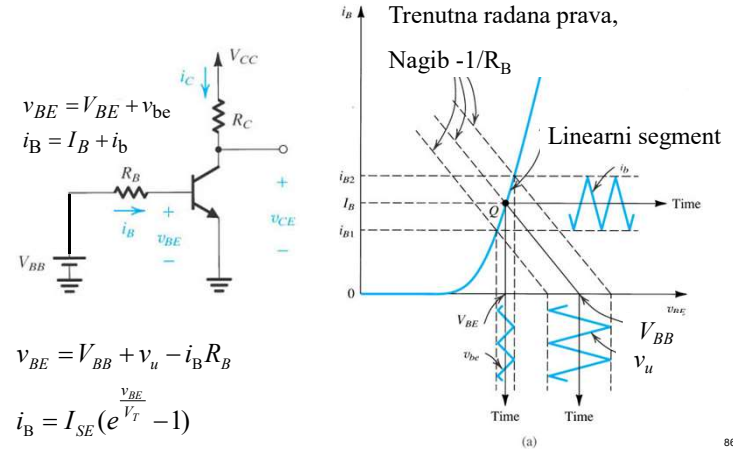 Trenutna radana prava,
Nagib -1/R_B
Linearni segment
v_BE = V_BE + v_be
i_B = I_B + i_b
V_CC
i_C
R_C
R_B
i_B
+
v_BE
−
+
v_CE
−
V_BB
v_BE = V_BB + v_u − i_B R_B
i_B = I_SE (e^(v_BE/V_T) − 1)
i_B
i_B2
I_B
i_B1
0
Q
i_b
Time
V_BE
v_be
v_BE
V_BB
v_u
Time
Time
(a)
86